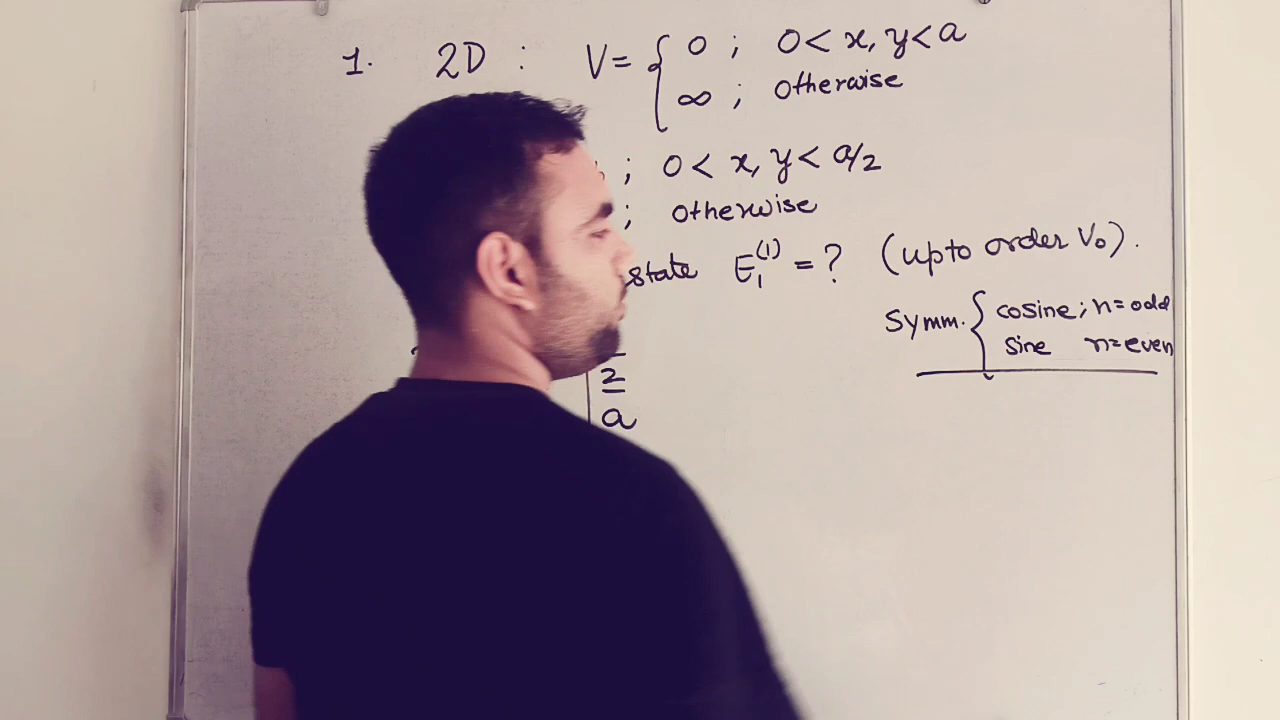 1. 2D : V = { 0 ; 0 < x, y < a
∞ ; otherwise
; 0 < x, y < a/2
; otherwise
state E₁⁽¹⁾ = ? (upto order V₀).
Symm. { cosine ; n = odd
sine n = even
2
a